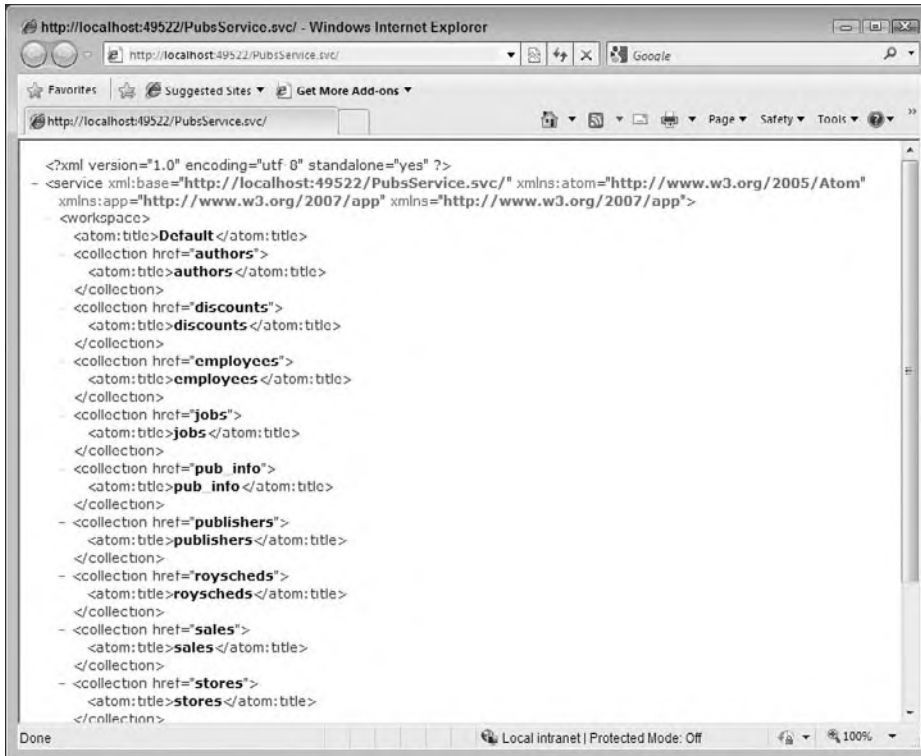 http://localhost:49522/PubsService.svc/ - Windows Internet Explorer
http://localhost:49522/PubsService.svc/
Google
Favorites Suggested Sites Get More Add-ons
http://localhost:49522/PubsService.svc/
Page Safety Tools
<?xml version="1.0" encoding="utf-8" standalone="yes" ?>
- <service xml:base="http://localhost:49522/PubsService.svc/" xmlns:atom="http://www.w3.org/2005/Atom"
xmlns:app="http://www.w3.org/2007/app" xmlns="http://www.w3.org/2007/app">
- <workspace>
<atom:title>Default</atom:title>
- <collection href="authors">
<atom:title>authors</atom:title>
</collection>
- <collection href="discounts">
<atom:title>discounts</atom:title>
</collection>
- <collection href="employees">
<atom:title>employees</atom:title>
</collection>
- <collection href="jobs">
<atom:title>jobs</atom:title>
</collection>
- <collection href="pub_info">
<atom:title>pub_info</atom:title>
</collection>
- <collection href="publishers">
<atom:title>publishers</atom:title>
</collection>
- <collection href="royscheds">
<atom:title>royscheds</atom:title>
</collection>
- <collection href="sales">
<atom:title>sales</atom:title>
</collection>
- <collection href="stores">
<atom:title>stores</atom:title>
</collection>
Done Local intranet | Protected Mode: Off 100%